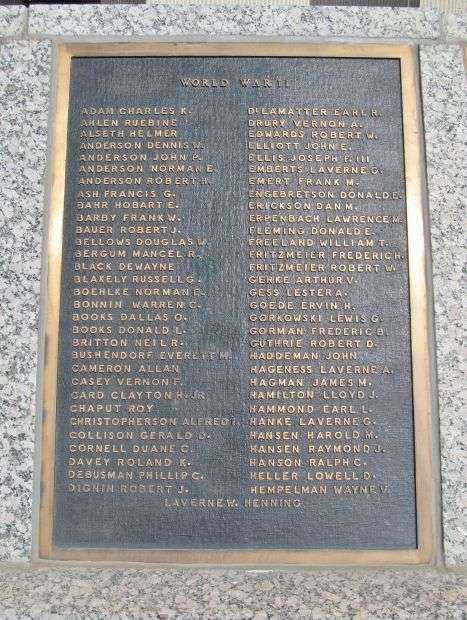 WORLD WAR II
ADAM CHARLES K.
AHLEN RUEBINE J.
ALSETH HELMER
ANDERSON DENNIS W.
ANDERSON JOHN P.
ANDERSON NORMAN E.
ANDERSON ROBERT H.
ASH FRANCIS G.
BAHR HOBART E.
BARBY FRANK W.
BAUER ROBERT J.
BELLOWS DOUGLAS W.
BERGUM MANCEL R.
BLACK DEWAYNE
BLAKELY RUSSELL G.
BOEHLKE NORMAN E.
BONNIN WARREN C.
BOOKS DALLAS O.
BOOKS DONALD L.
BRITTON NEIL R.
BUSHENDORF EVERETT M.
CAMERON ALLAN
CASEY VERNON F.
CARD CLAYTON H. JR.
CHAPUT ROY
CHRISTOPHERSON ALFRED I.
COLLISON GERALD D.
CORNELL DUANE C.
DAVEY ROLAND K.
DEBUSMAN PHILLIP C.
DIGNIN ROBERT J.
DELAMATTER EARL R.
DRURY VERNON A.
EDWARDS ROBERT W.
ELLIOTT JOHN E.
ELLIS JOSEPH F. III
EMBERTS LAVERNE G.
EMERT FRANK M.
ENGEBRETSON DONALD E.
ERICKSON DAN M.
ERPENBACH LAWRENCE M.
FLEMING DONALD E.
FREELAND WILLIAM T.
FRITZMEIER FREDERICH
FRITZMEIER ROBERT W.
GERKE ARTHUR V.
GESS LESTER A.
GOEDE ERVIN H.
GORKOWSKI LEWIS G.
GORMAN FREDERIC B.
GUTHRIE ROBERT D.
HADDEMAN JOHN
HAGENESS LAVERNE A.
HAGMAN JAMES M.
HAMILTON LLOYD J.
HAMMOND EARL L.
HANKE LAVERNE G.
HANSEN HAROLD M.
HANSEN RAYMOND J.
HANSON RALPH C.
HELLER LOWELL D.
HEMPELMAN WAYNE V.
LAVERNE W. HENNING